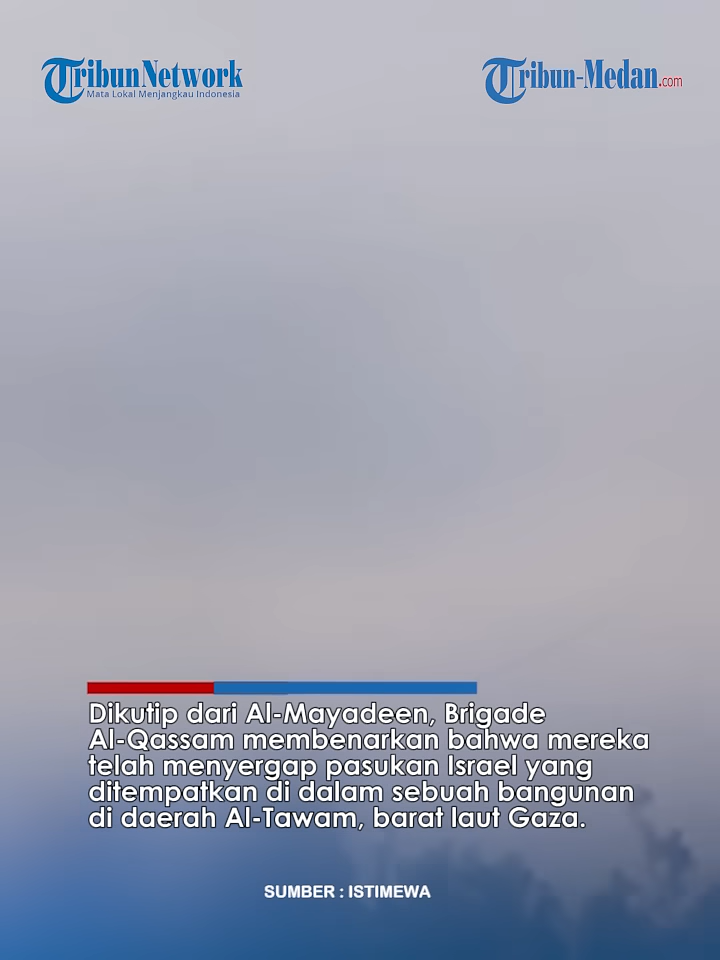 TribunNetwork
Mata Lokal Menjangkau Indonesia
Tribun-Medan.com
Dikutip dari Al-Mayadeen, Brigade
Al-Qassam membenarkan bahwa mereka
telah menyergap pasukan Israel yang
ditempatkan di dalam sebuah bangunan
di daerah Al-Tawam, barat laut Gaza.
SUMBER : ISTIMEWA